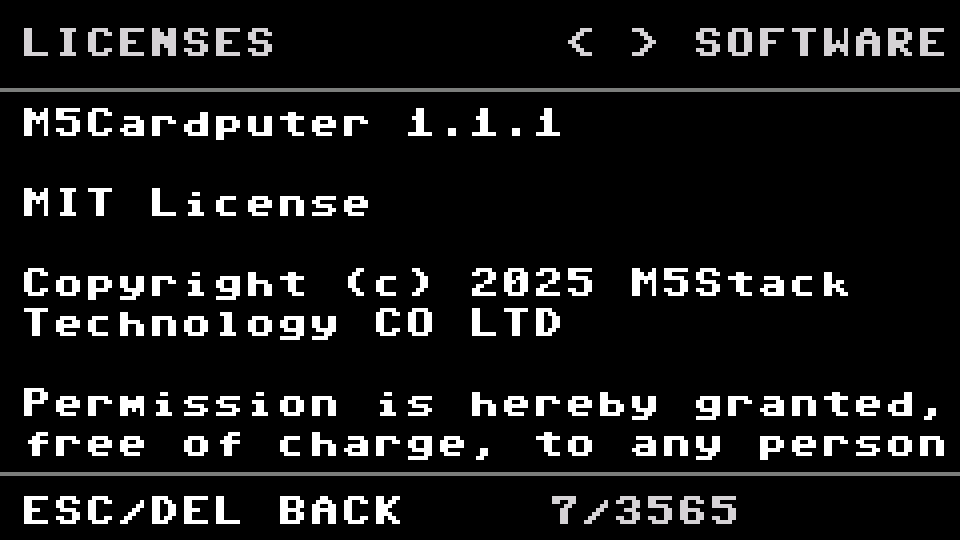 LICENSES < > SOFTWARE
M5Cardputer 1.1.1
MIT License
Copyright (c) 2025 M5Stack
Technology CO LTD
Permission is hereby granted,
free of charge, to any person
ESC/DEL BACK 7/3565